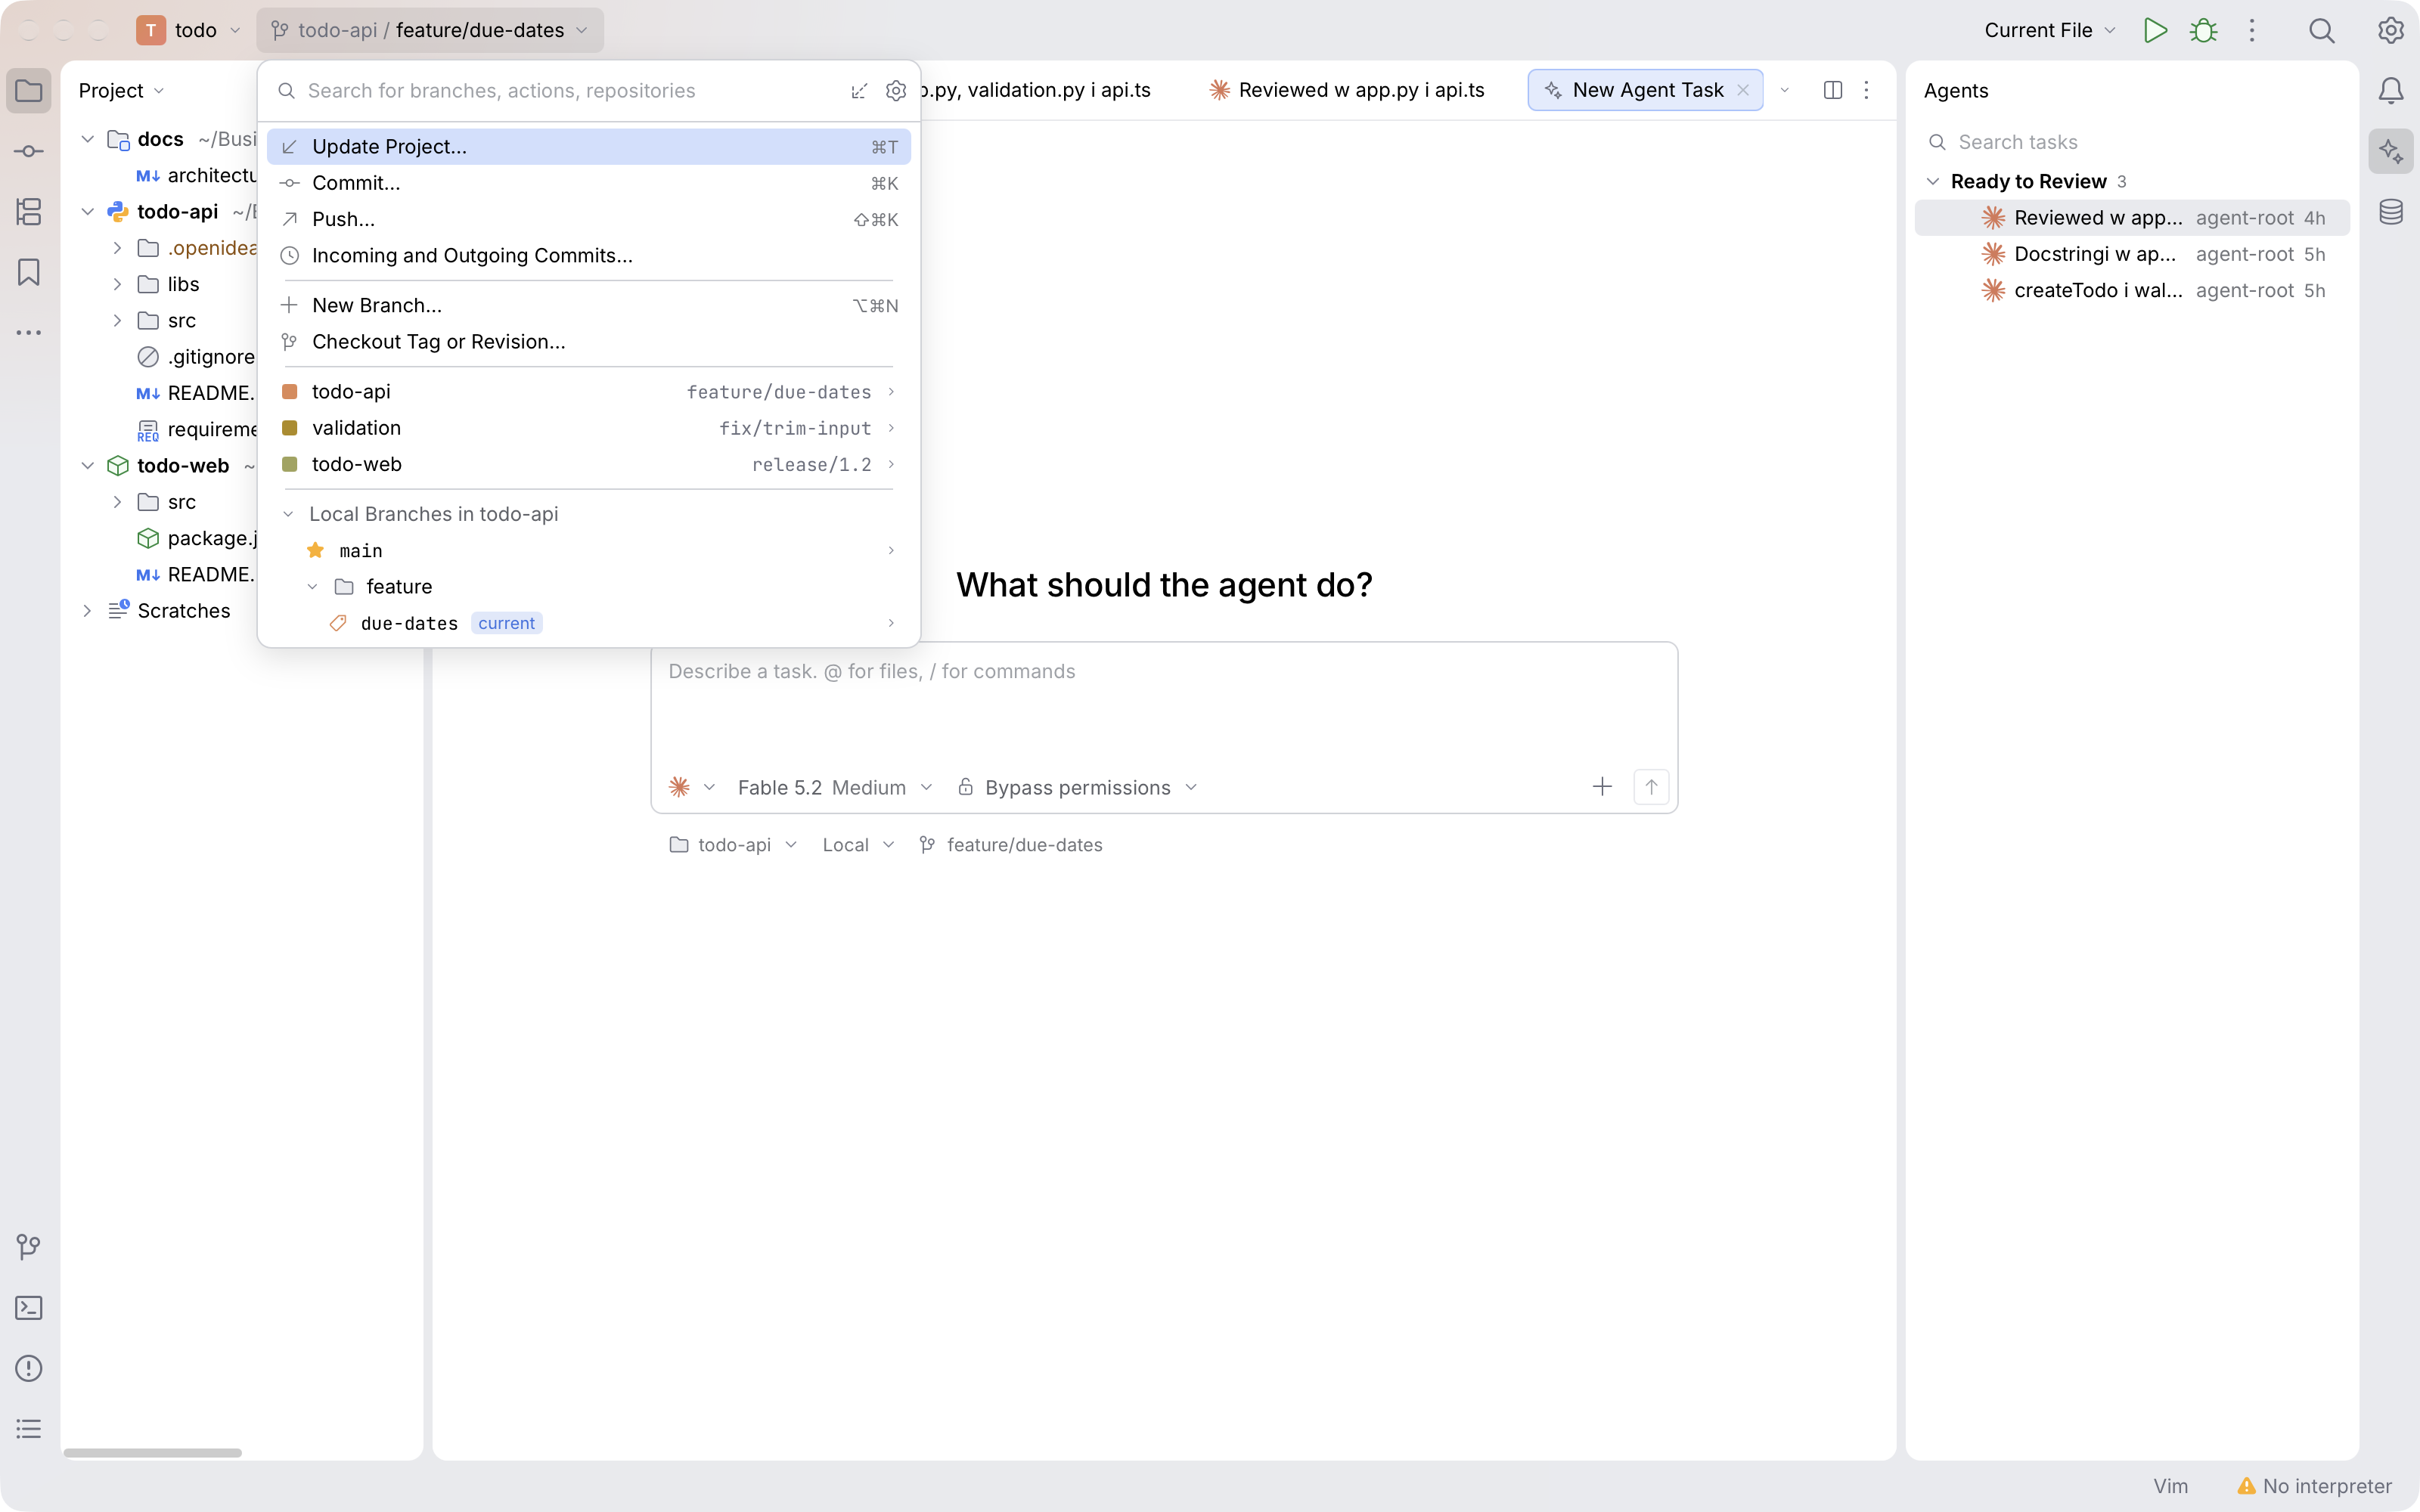 T todo
todo-api / feature/due-dates
Current File
Project
docs ~/Busi
architectu
todo-api ~/
.openidea
libs
src
.gitignore
README.
REQ requireme
todo-web ~
src
package.j
README.
Scratches
Search for branches, actions, repositories
Update Project... ⌘T
Commit... ⌘K
Push... ⇧⌘K
Incoming and Outgoing Commits...
New Branch... ⌥⌘N
Checkout Tag or Revision...
todo-api feature/due-dates
validation fix/trim-input
todo-web release/1.2
Local Branches in todo-api
main
feature
due-dates current
.py, validation.py i api.ts
Reviewed w app.py i api.ts
New Agent Task
What should the agent do?
Describe a task. @ for files, / for commands
Fable 5.2 Medium Bypass permissions
todo-api Local feature/due-dates
Agents
Search tasks
Ready to Review 3
Reviewed w app... agent-root 4h
Docstringi w ap... agent-root 5h
createTodo i wal... agent-root 5h
Vim No interpreter